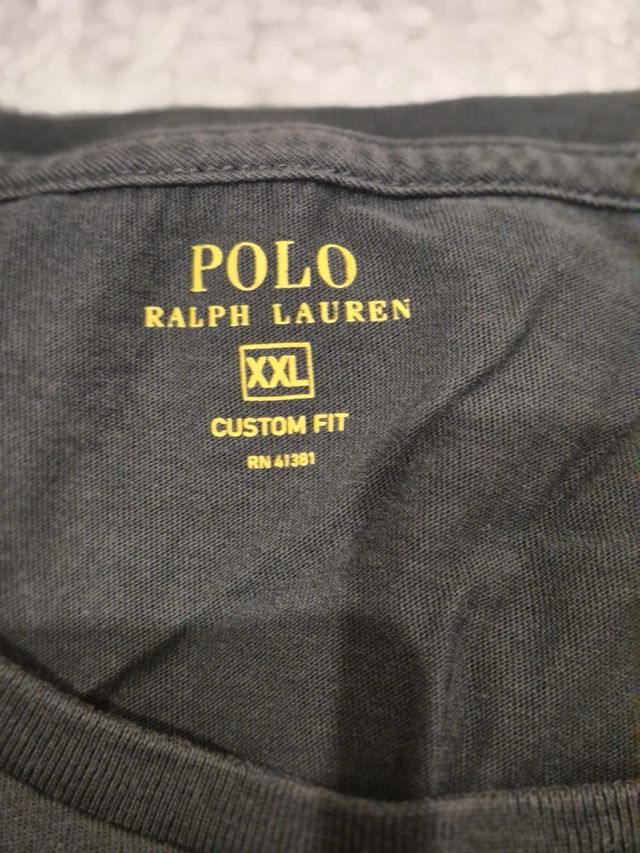 POLO
RALPH LAUREN
XXL
CUSTOM FIT
RN 41381